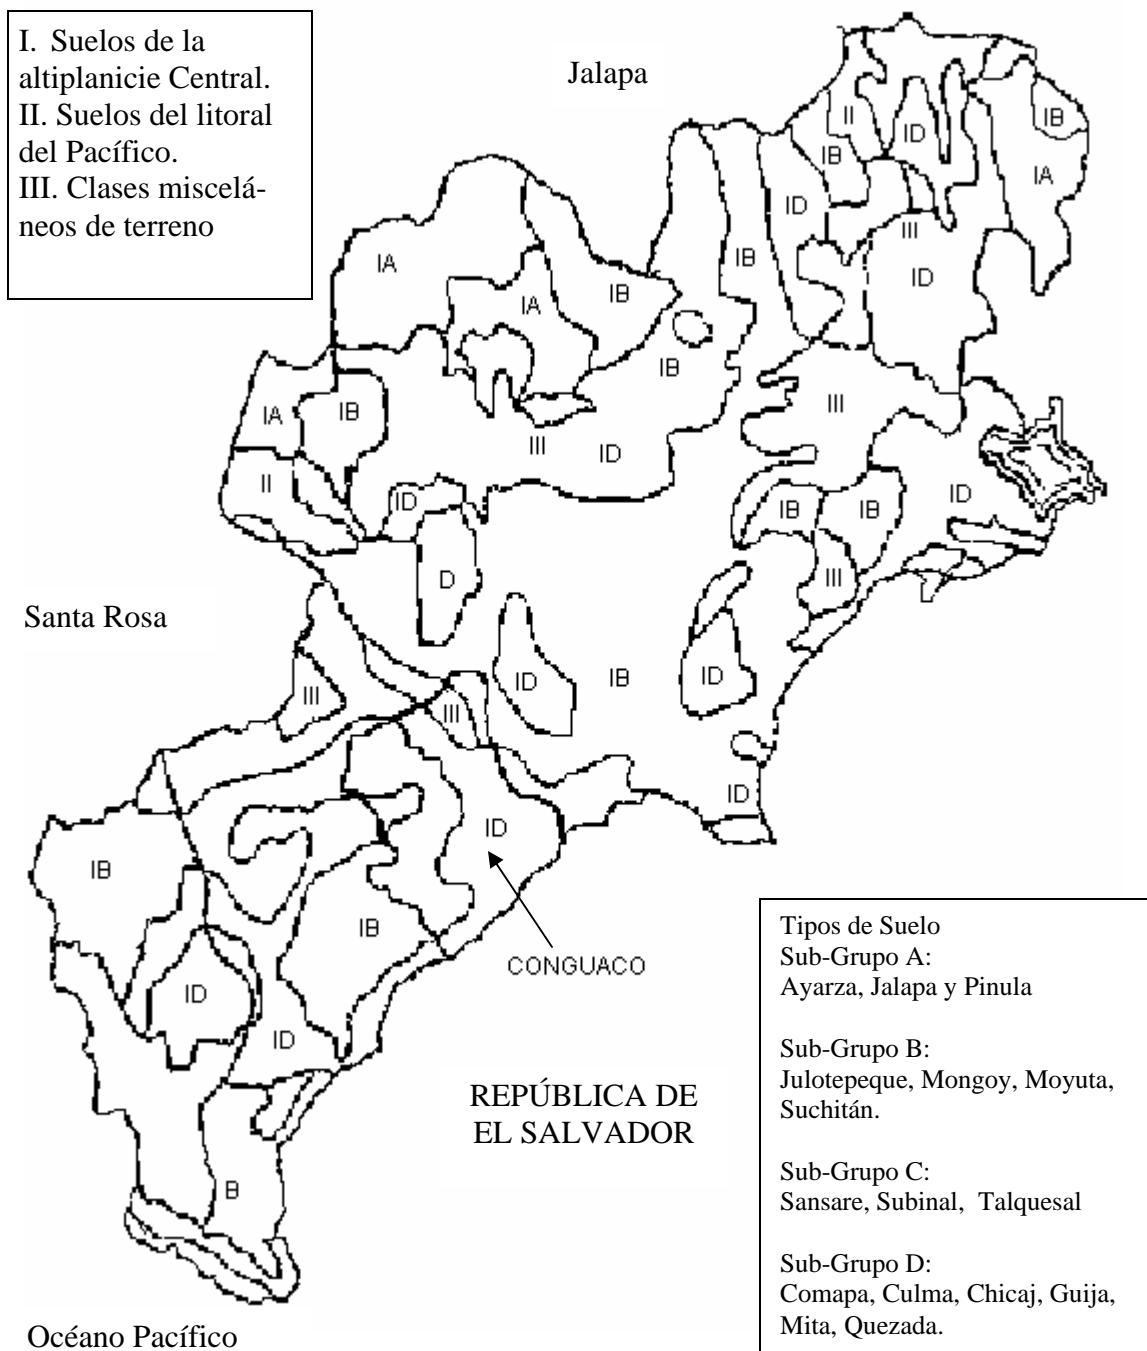 I. Suelos de la
altiplanicie Central.
II. Suelos del litoral
del Pacífico.
III. Clases misceláneos de terreno
Jalapa
II
IB
ID
IB
IA
ID
III
ID
IB
IA
IB
IA
IB
IA
IB
III
III
ID
II
ID
ID
IB
IB
D
III
Santa Rosa
ID
IB
ID
III
III
ID
ID
IB
IB
CONGUACO
ID
ID
REPÚBLICA DE
EL SALVADOR
B
Océano Pacífico
Tipos de Suelo
Sub-Grupo A:
Ayarza, Jalapa y Pinula
Sub-Grupo B:
Julotepeque, Mongoy, Moyuta,
Suchitán.
Sub-Grupo C:
Sansare, Subinal, Talquesal
Sub-Grupo D:
Comapa, Culma, Chicaj, Guija,
Mita, Quezada.